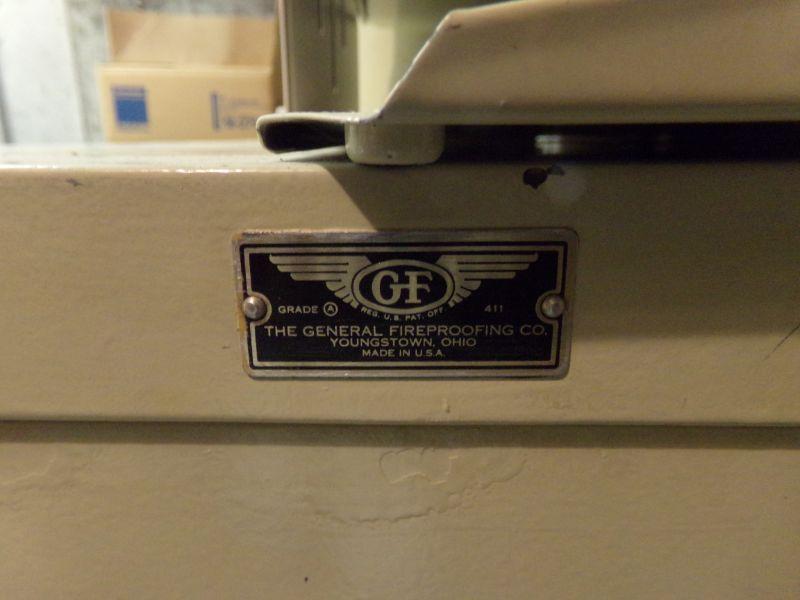 GF
REG. U.S. PAT. OFF.
GRADE A 411
THE GENERAL FIREPROOFING CO.
YOUNGSTOWN, OHIO
MADE IN U.S.A.